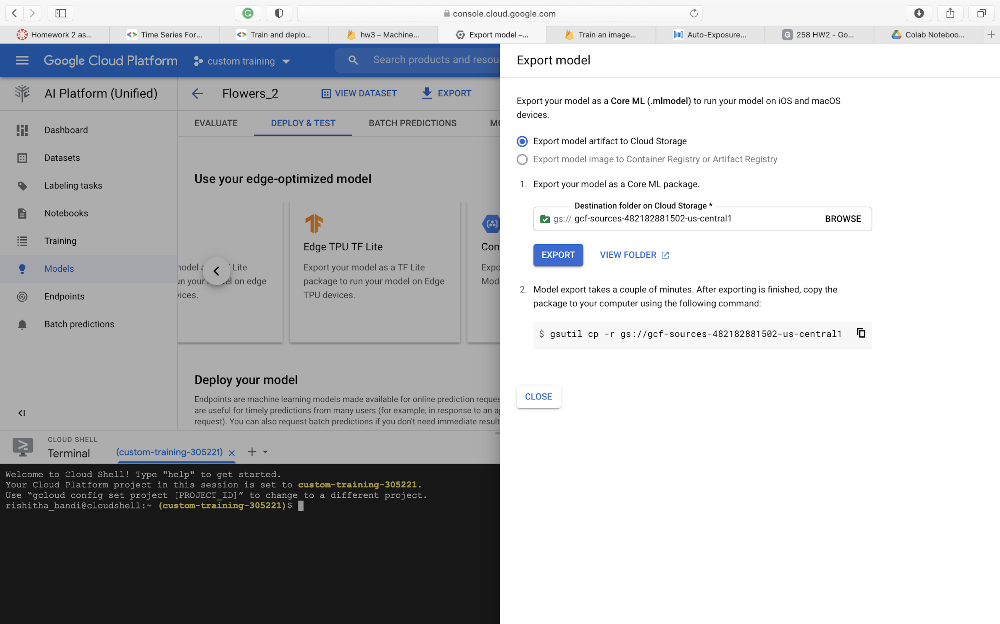 console.cloud.google.com
Homework 2 as...
Time Series For...
Train and deplo...
hw3 – Machine...
Export model –...
Train an image...
Auto-Exposure...
G 258 HW2 - Go...
Colab Noteboo...
Google Cloud Platform
custom training
Search products and resou
AI Platform (Unified)
Flowers_2
VIEW DATASET
EXPORT
Dashboard
Datasets
Labeling tasks
Notebooks
Training
Models
Endpoints
Batch predictions
EVALUATE
DEPLOY & TEST
BATCH PREDICTIONS
Use your edge-optimized model
Lite
un your
el on edge
vices.
Edge TPU TF Lite
Export your model as a TF Lite
package to run your model on Edge
TPU devices.
Con
Expo
Mod
Deploy your model
Endpoints are machine learning models made available for online prediction reques
are useful for timely predictions from many users (for example, in response to an a
request). You can also request batch predictions if you don't need immediate result
CLOUD SHELL
Terminal
(custom-training-305221)
Welcome to Cloud Shell! Type "help" to get started.
Your Cloud Platform project in this session is set to custom-training-305221.
Use “gcloud config set project [PROJECT_ID]” to change to a different project.
rishitha_bandi@cloudshell:~ (custom-training-305221)$
Export model
Export your model as a Core ML (.mlmodel) to run your model on iOS and macOS
devices.
Export model artifact to Cloud Storage
Export model image to Container Registry or Artifact Registry
1. Export your model as a Core ML package.
Destination folder on Cloud Storage *
gs:// gcf-sources-482182881502-us-central1
BROWSE
EXPORT
VIEW FOLDER
2. Model export takes a couple of minutes. After exporting is finished, copy the
package to your computer using the following command:
$ gsutil cp -r gs://gcf-sources-482182881502-us-central1
CLOSE